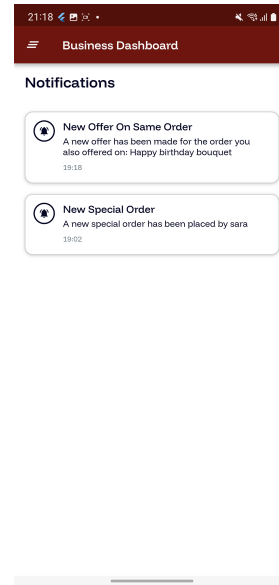 21:18
Business Dashboard
Notifications
New Offer On Same Order
A new offer has been made for the order you
also offered on: Happy birthday bouquet
19:18
New Special Order
A new special order has been placed by sara
19:02